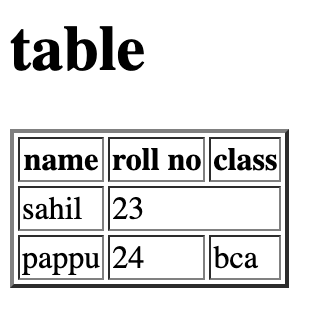 table
name roll no class
sahil 23
pappu 24 bca